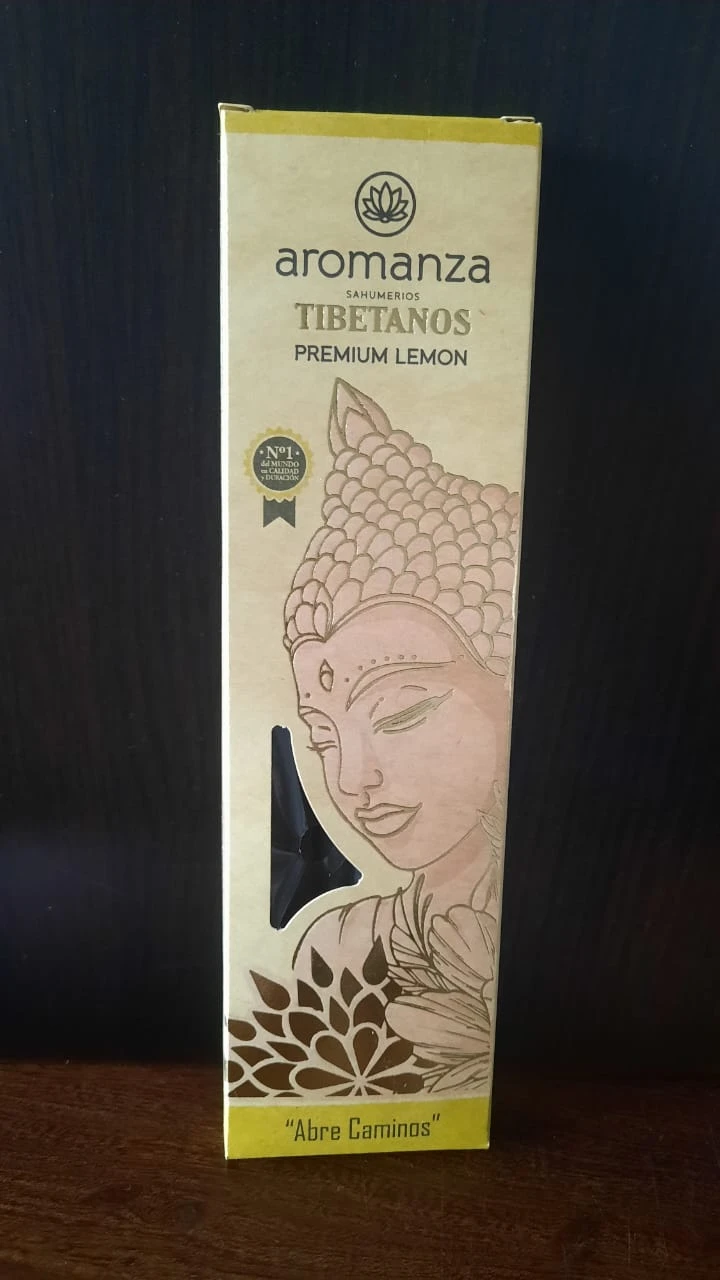 aromanza
SAHUMERIOS
TIBETANOS
PREMIUM LEMON
Nº1
del MUNDO
en CALIDAD
y DURACIÓN
"Abre Caminos"